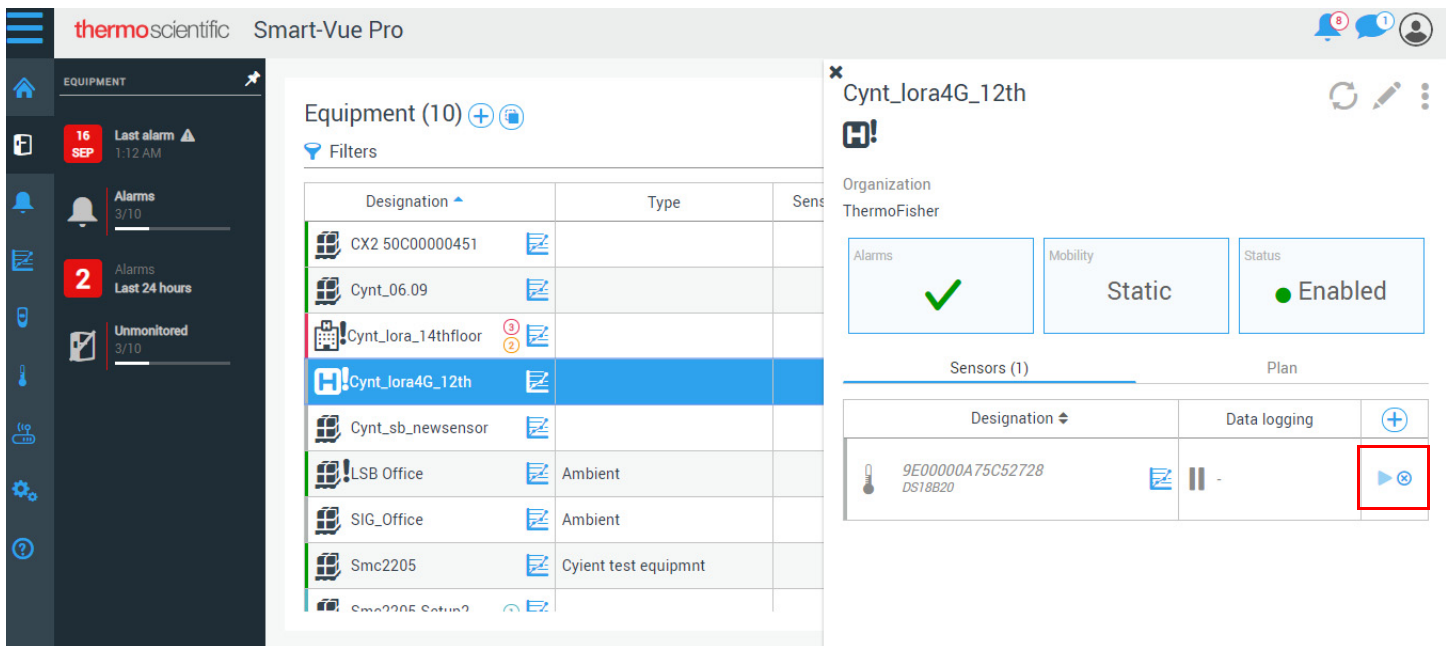 thermoscientific Smart-Vue Pro
8
1
EQUIPMENT
16
SEP
Last alarm
1:12 AM
Alarms
3/10
2
Alarms
Last 24 hours
Unmonitored
3/10
Equipment (10)
Filters
Designation Type Sens
CX2 50C00000451
Cynt_06.09
Cynt_lora_14thfloor 3 2
H! Cynt_lora4G_12th
Cynt_sb_newsensor
LSB Office Ambient
SIG_Office Ambient
Smc2205 Cyient test equipmnt
Smc2205 Setup2 1
Cynt_lora4G_12th
H!
Organization
ThermoFisher
Alarms
Mobility
Static
Status
Enabled
Sensors (1) Plan
Designation Data logging
9E00000A75C52728
DS18B20
-